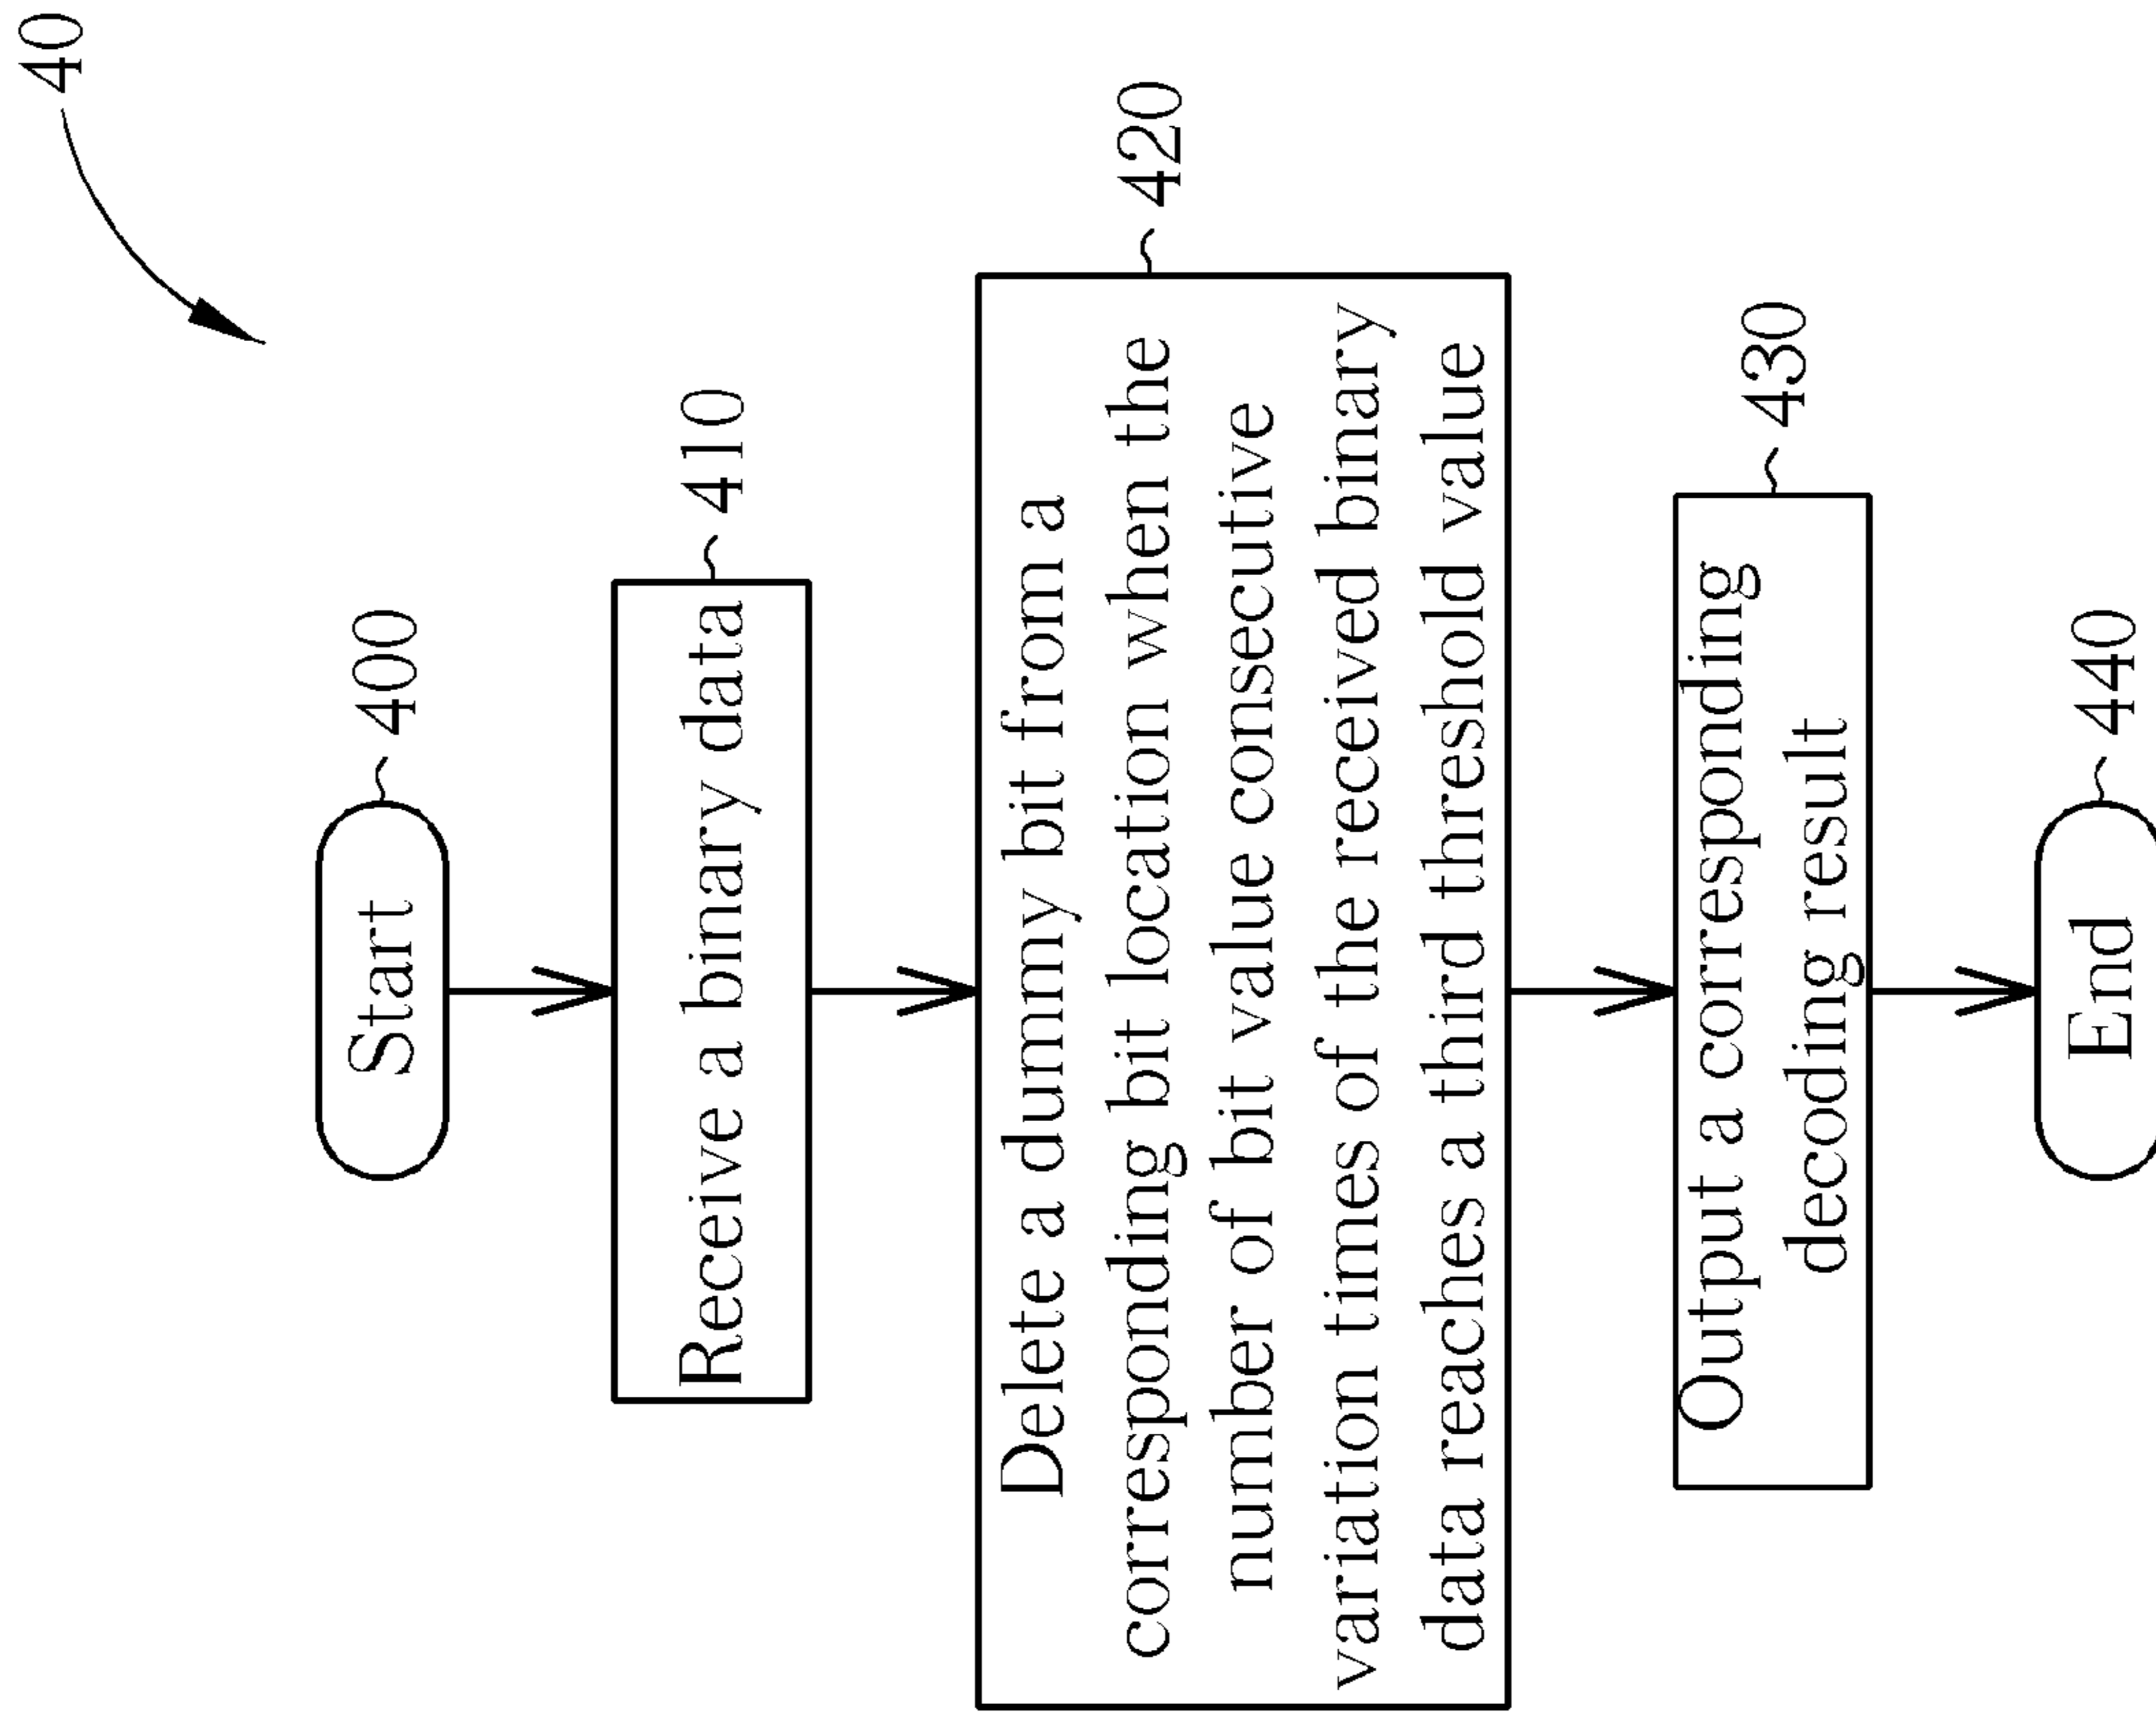 40
Start
400
Receive a binary data
410
Delete a dummy bit from a
corresponding bit location when the
number of bit value consecutive
variation times of the received binary
data reaches a third threshold value
420
Output a corresponding
decoding result
430
End
440